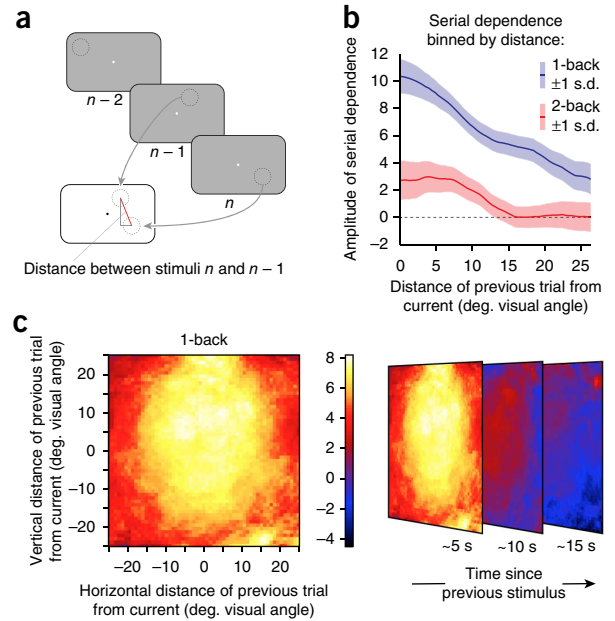 a
n – 2
n – 1
n
Distance between stimuli n and n – 1
b
Serial dependence
binned by distance:
1-back
±1 s.d.
2-back
±1 s.d.
Amplitude of serial dependence
12
10
8
6
4
2
0
–2
0 5 10 15 20 25
Distance of previous trial from
current (deg. visual angle)
c
1-back
Vertical distance of previous trial
from current (deg. visual angle)
20
10
0
–10
–20
–20 –10 0 10 20
Horizontal distance of previous trial
from current (deg. visual angle)
8
6
4
2
0
–2
–4
~5 s
~10 s
~15 s
Time since
previous stimulus